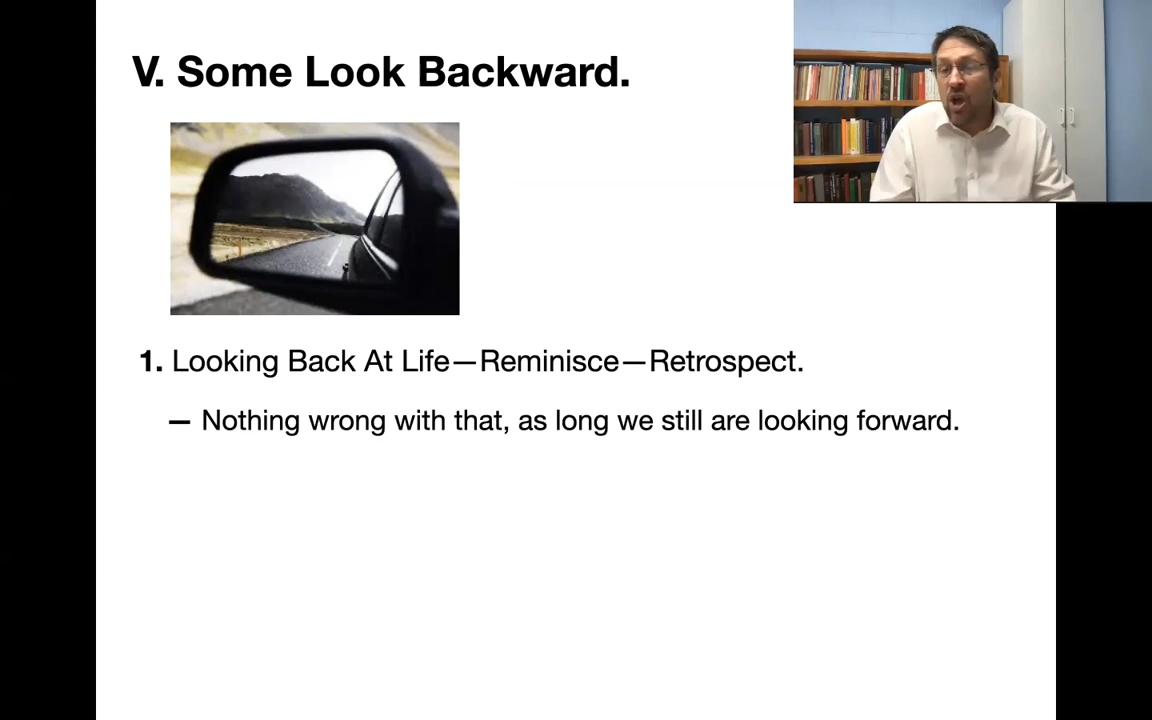 V. Some Look Backward.
1. Looking Back At Life—Reminisce—Retrospect.
— Nothing wrong with that, as long we still are looking forward.